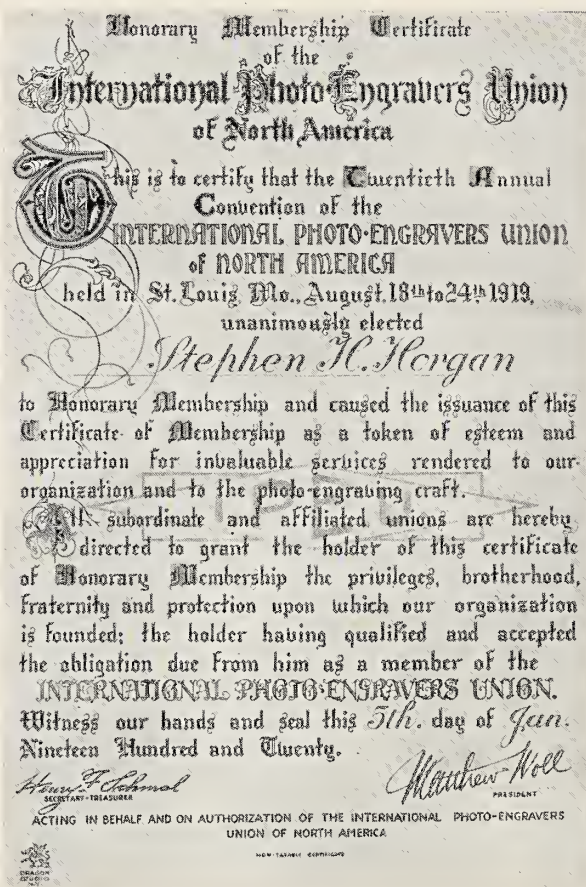 Honorary Membership Certificate
of the
International Photo-Engravers Union
of North America
This is to certify that the Twentieth Annual
Convention of the
INTERNATIONAL PHOTO-ENGRAVERS UNION
of NORTH AMERICA
held in St. Louis, Mo., August 18th to 24th 1919,
unanimously elected
Stephen H. Horgan
to Honorary Membership and caused the issuance of this
Certificate of Membership as a token of esteem and
appreciation for invaluable services rendered to our
organization and to the photo-engraving craft.
All subordinate and affiliated unions are hereby
directed to grant the holder of this certificate
of Honorary Membership the privileges, brotherhood,
fraternity and protection upon which our organization
is founded; the holder having qualified and accepted
the obligation due from him as a member of the
INTERNATIONAL PHOTO-ENGRAVERS UNION.
Witness our hands and seal this 5th. day of Jan.
Nineteen Hundred and Twenty.
Henry F. Schmal
SECRETARY-TREASURER
Matthew Woll
PRESIDENT
ACTING IN BEHALF AND ON AUTHORIZATION OF THE INTERNATIONAL PHOTO-ENGRAVERS
UNION OF NORTH AMERICA
NON-TAXABLE CERTIFICATE
DRAGON
STUDIO